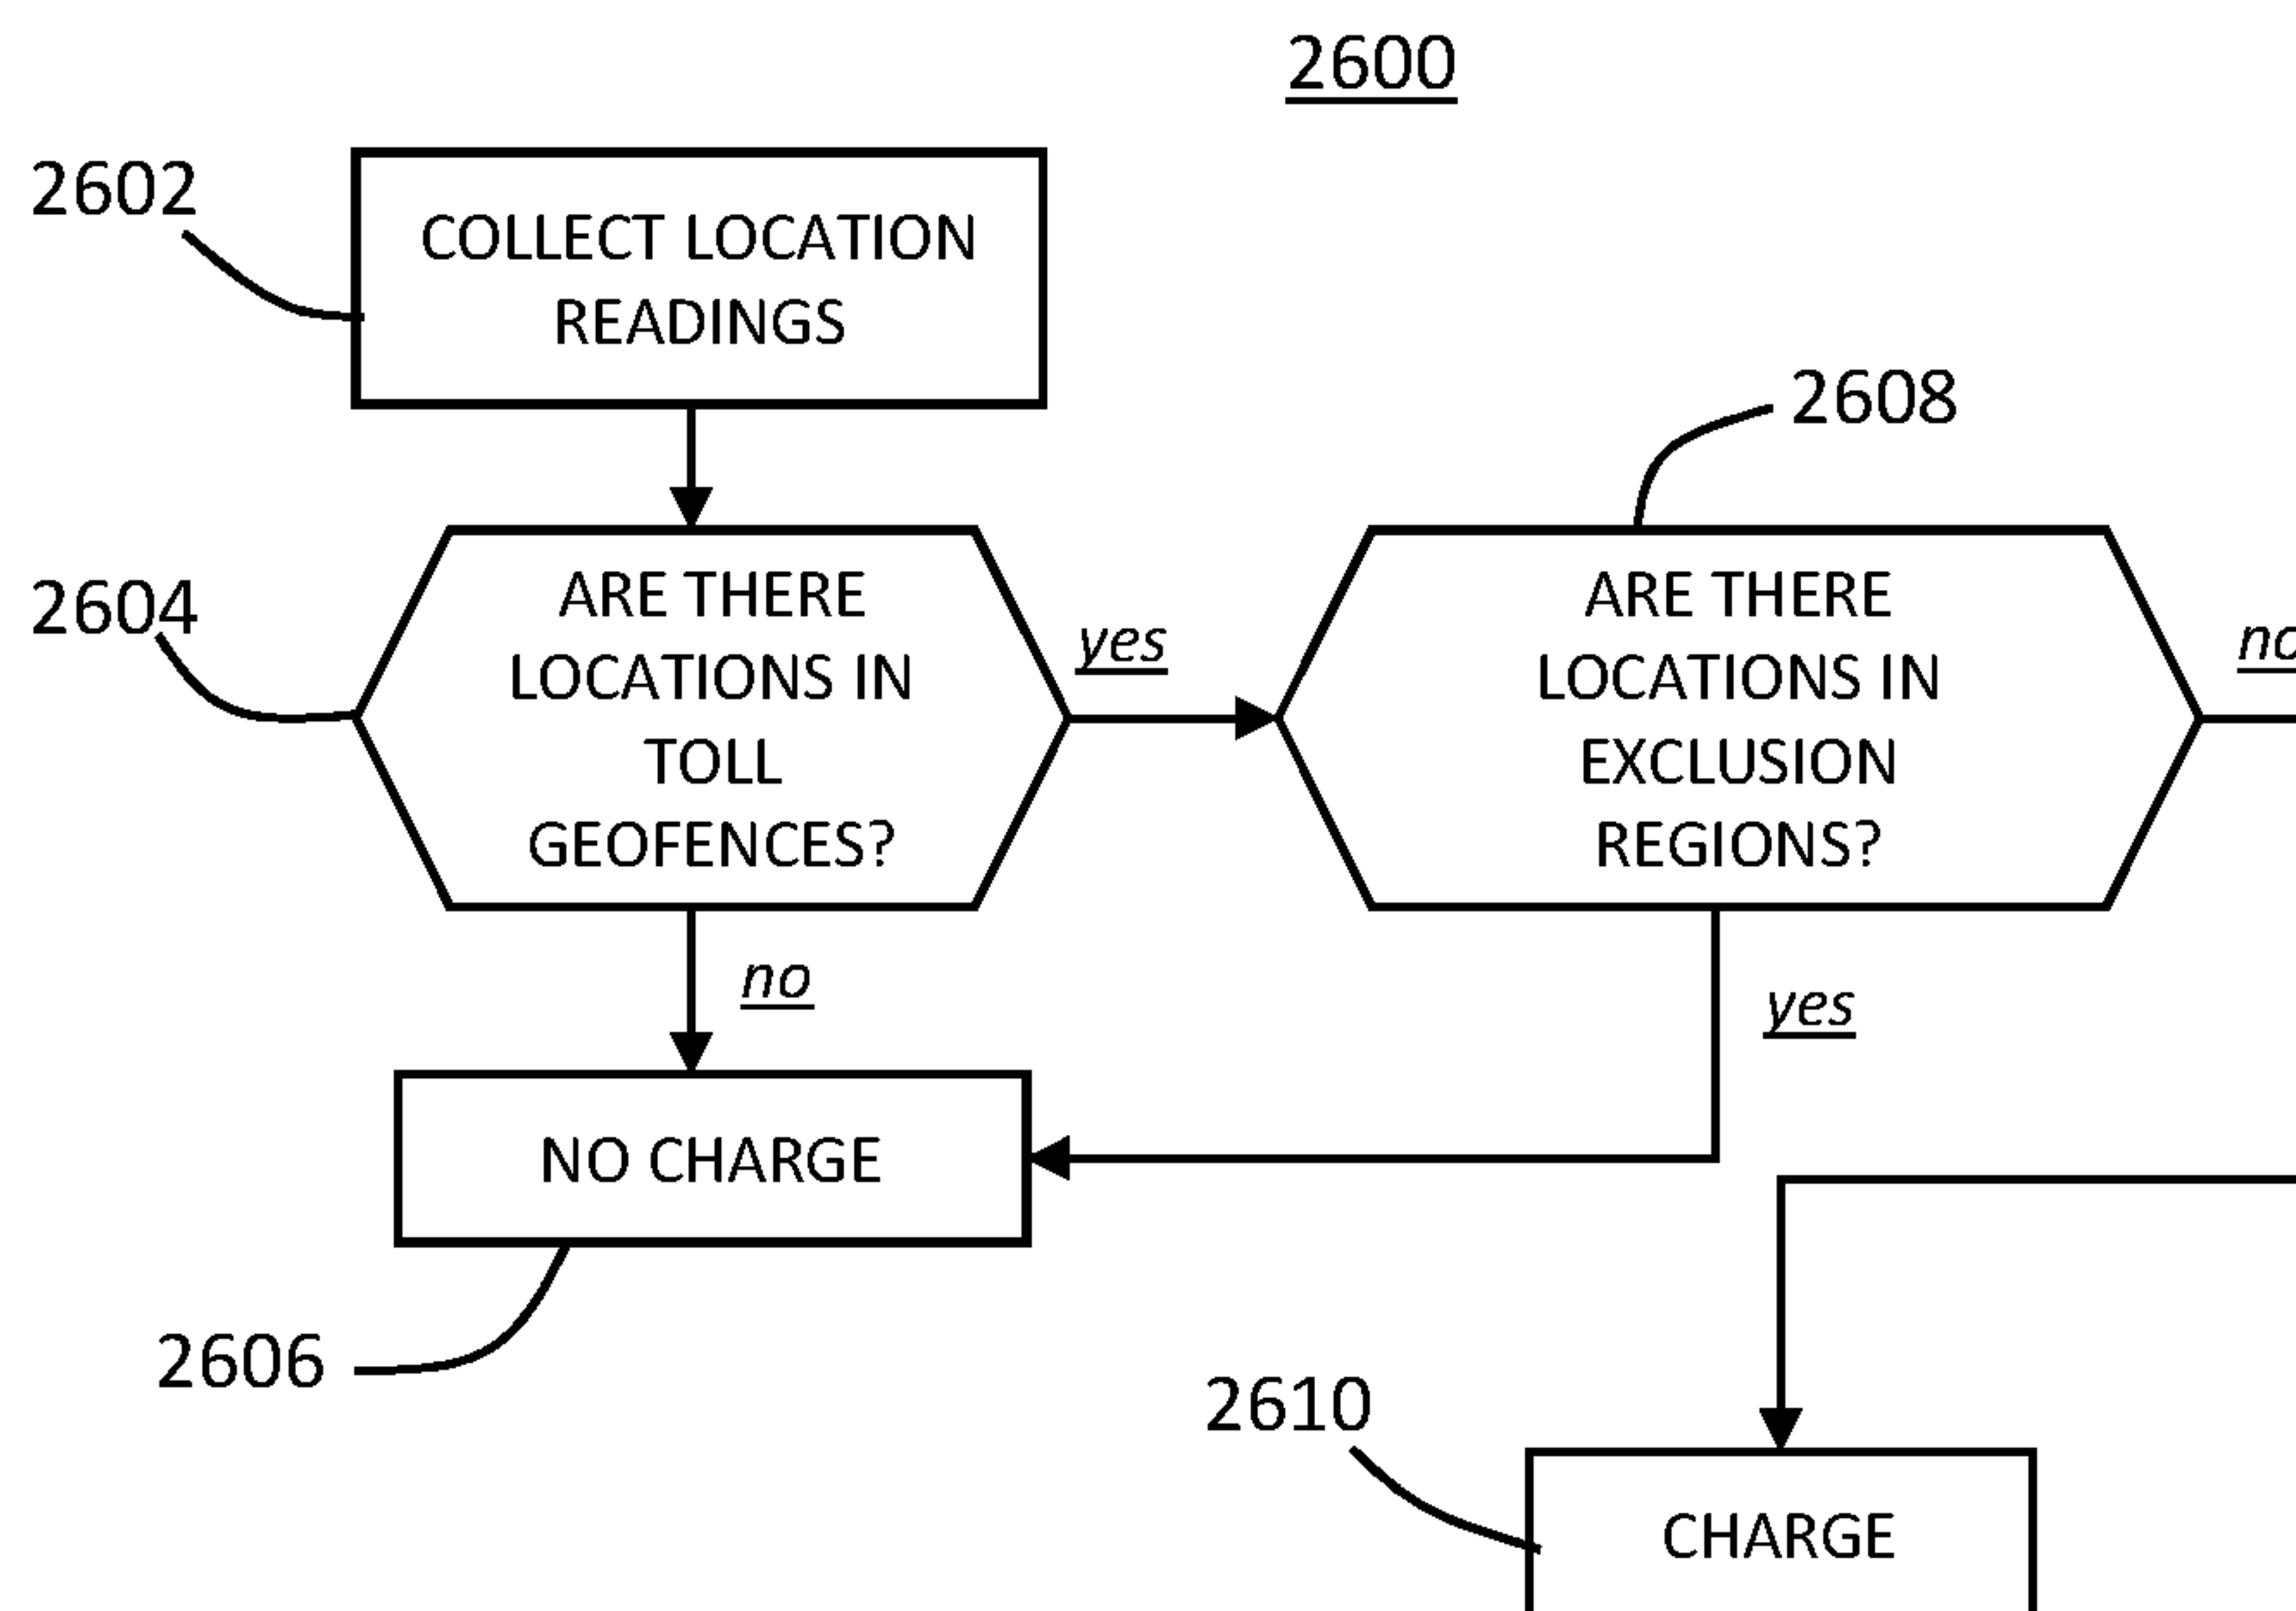 2600
2602
COLLECT LOCATION
READINGS
2608
2604
ARE THERE
LOCATIONS IN
TOLL
GEOFENCES?
yes
ARE THERE
LOCATIONS IN
EXCLUSION
REGIONS?
no
no
yes
NO CHARGE
2606
2610
CHARGE